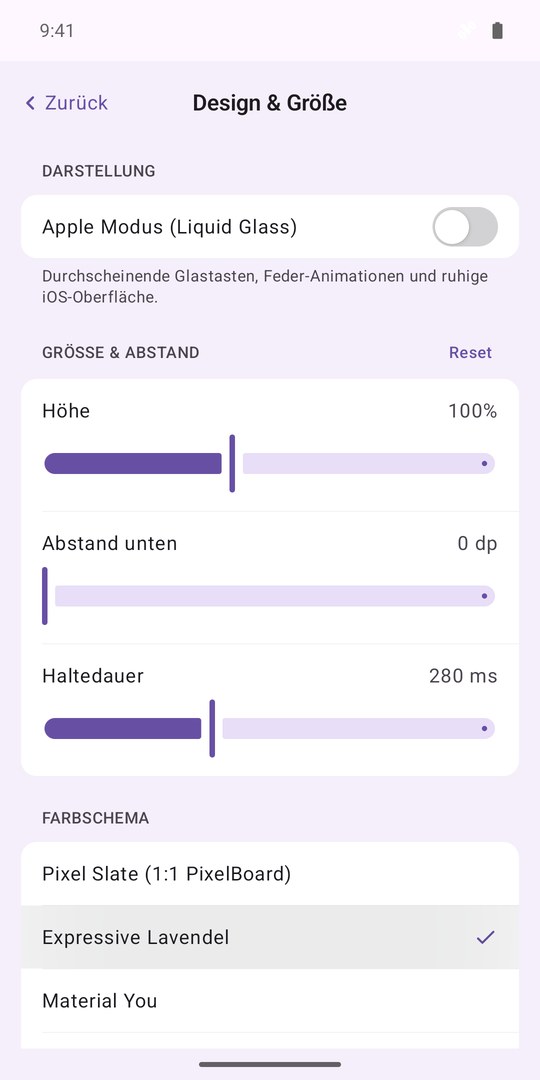 9:41
Zurück
Design & Größe
DARSTELLUNG
Apple Modus (Liquid Glass)
Durchscheinende Glastasten, Feder-Animationen und ruhige
iOS-Oberfläche.
GRÖSSE & ABSTAND
Reset
Höhe
100%
Abstand unten
0 dp
Haltedauer
280 ms
FARBSCHEMA
Pixel Slate (1:1 PixelBoard)
Expressive Lavendel
Material You